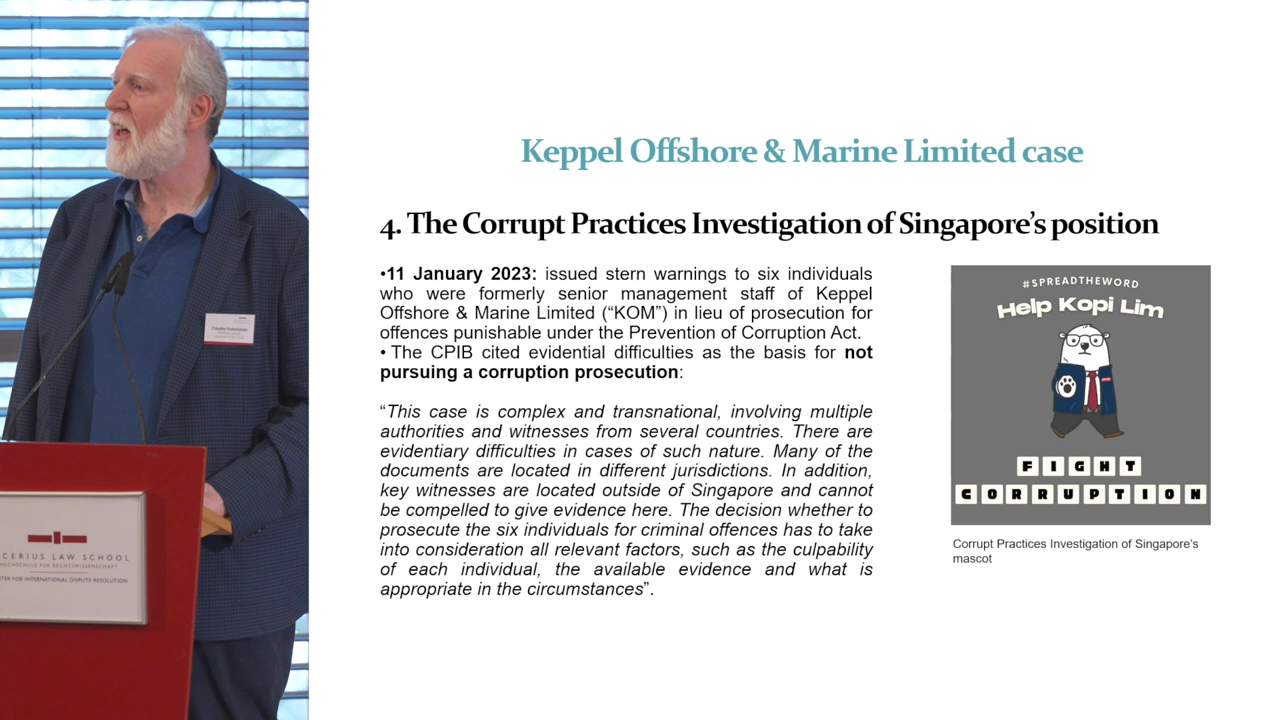 Keppel Offshore & Marine Limited case
4. The Corrupt Practices Investigation of Singapore's position
•11 January 2023: issued stern warnings to six individuals
who were formerly senior management staff of Keppel
Offshore & Marine Limited (“KOM”) in lieu of prosecution for
offences punishable under the Prevention of Corruption Act.
• The CPIB cited evidential difficulties as the basis for not
pursuing a corruption prosecution:
“This case is complex and transnational, involving multiple
authorities and witnesses from several countries. There are
evidentiary difficulties in cases of such nature. Many of the
documents are located in different jurisdictions. In addition,
key witnesses are located outside of Singapore and cannot
be compelled to give evidence here. The decision whether to
prosecute the six individuals for criminal offences has to take
into consideration all relevant factors, such as the culpability
of each individual, the available evidence and what is
appropriate in the circumstances”.
#SPREADTHEWORD
Help Kopi Lim
FIGHT
CORRUPTION
Corrupt Practices Investigation of Singapore's
mascot
CERIUS LAW SCHOOL
HOCHSCHULE FÜR RECHTSWISSENSCHAFT
TER FOR INTERNATIONAL DISPUTE RESOLUTION